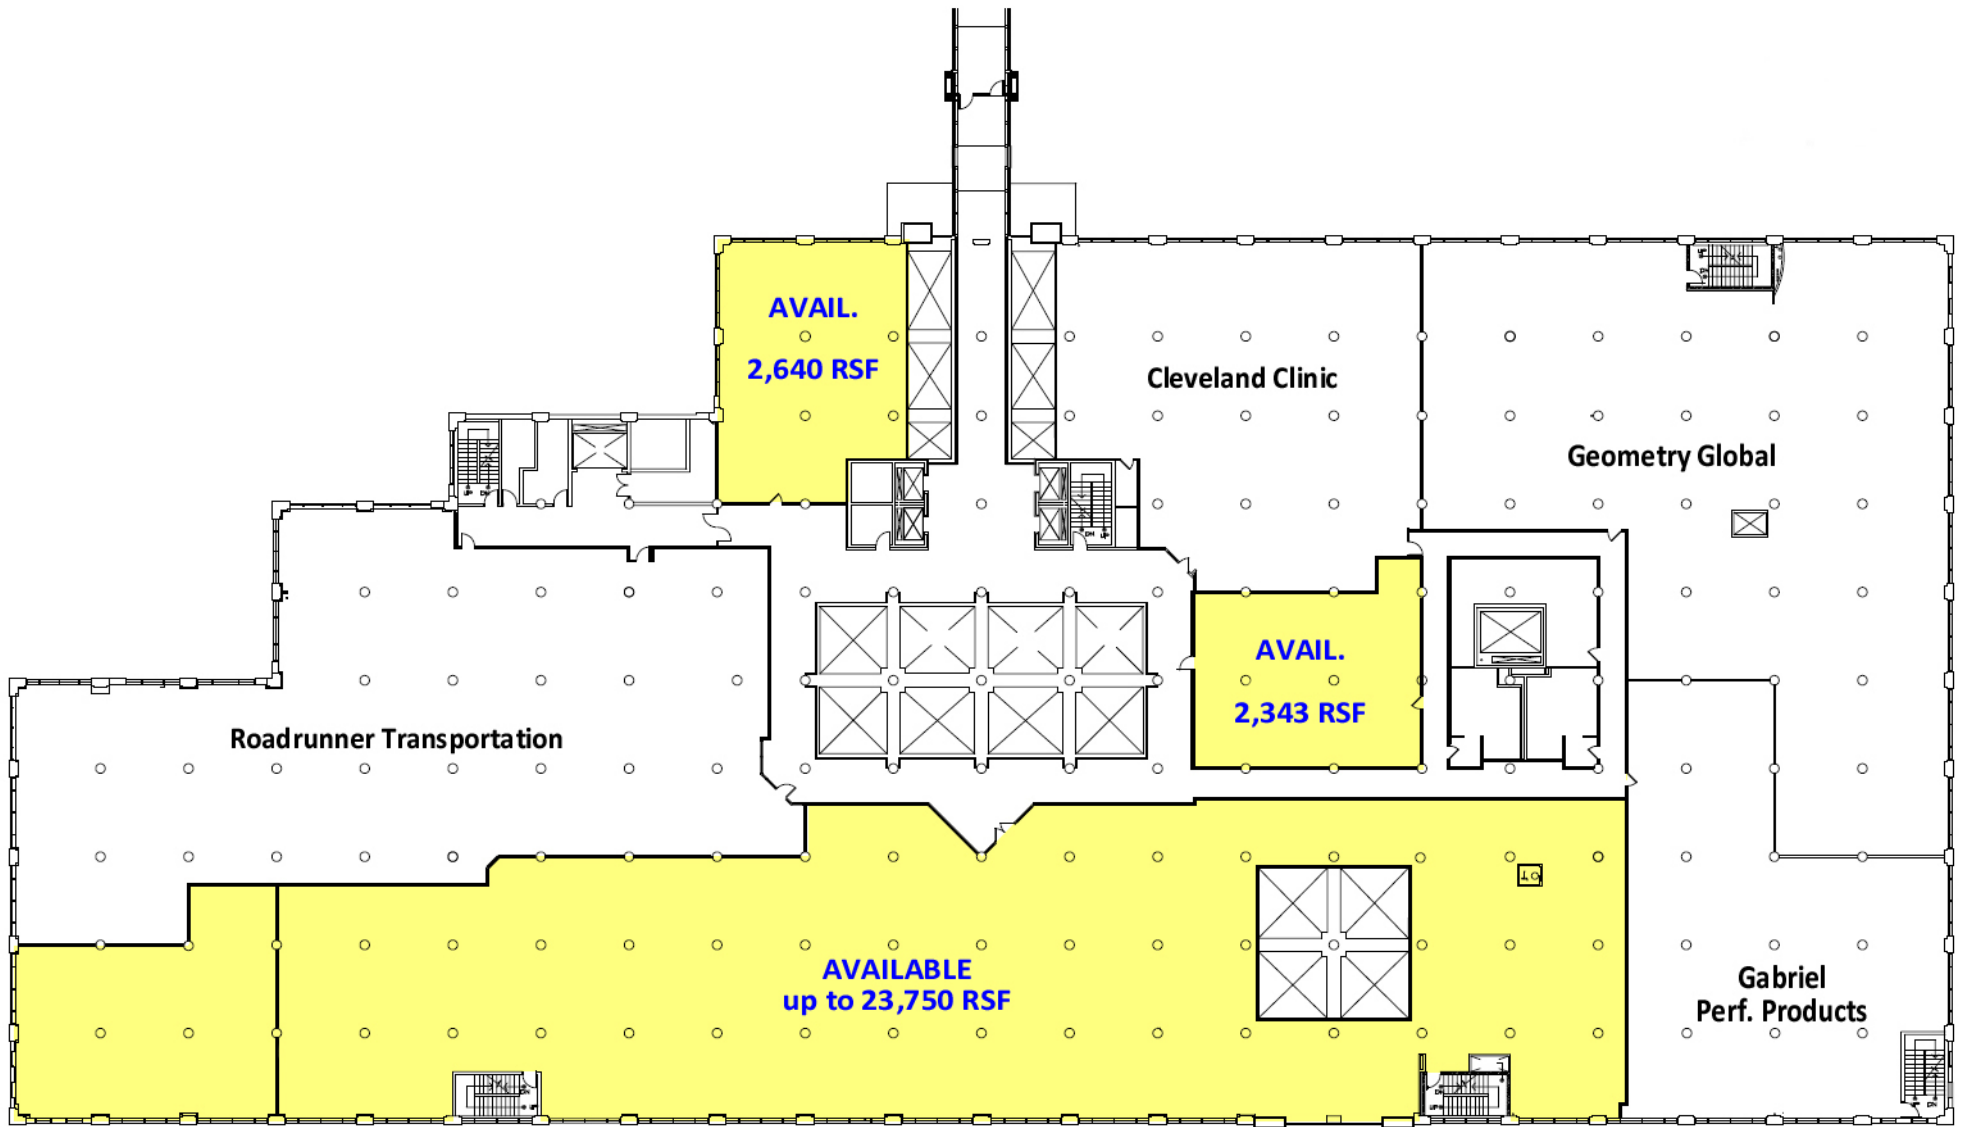 AVAIL.
2,640 RSF
Cleveland Clinic
Geometry Global
AVAIL.
2,343 RSF
Roadrunner Transportation
AVAILABLE
up to 23,750 RSF
Gabriel
Perf. Products